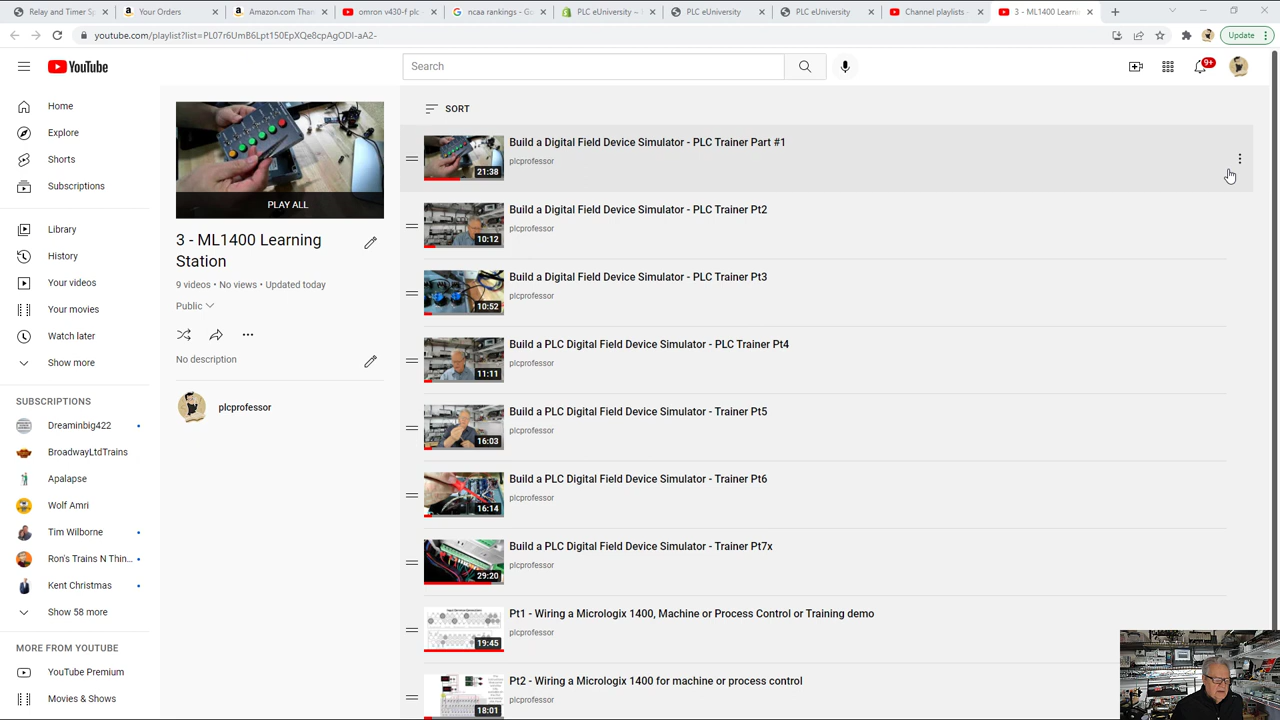 Relay and Timer Sp
Your Orders
Amazon.com Than
omron v430-f plc
ncaa rankings - Go
PLC eUniversity –
PLC eUniversity
PLC eUniversity
Channel playlists
3 - ML1400 Learnin
youtube.com/playlist?list=PL07r6UmB6Lpt150EpXQe8cpAgODI-aA2-
Update
YouTube
Search
9+
Home
Explore
Shorts
Subscriptions
Library
History
Your videos
Your movies
Watch later
Show more
SUBSCRIPTIONS
Dreaminbig422
BroadwayLtdTrains
Apalapse
Wolf Amri
Tim Wilborne
Ron's Trains N Thin...
Kent Christmas
Show 58 more
MORE FROM YOUTUBE
YouTube Premium
Movies & Shows
PLAY ALL
3 - ML1400 Learning
Station
9 videos • No views • Updated today
Public
No description
plcprofessor
SORT
Build a Digital Field Device Simulator - PLC Trainer Part #1
plcprofessor
21:38
Build a Digital Field Device Simulator - PLC Trainer Pt2
plcprofessor
10:12
Build a Digital Field Device Simulator - PLC Trainer Pt3
plcprofessor
10:52
Build a PLC Digital Field Device Simulator - PLC Trainer Pt4
plcprofessor
11:11
Build a PLC Digital Field Device Simulator - Trainer Pt5
plcprofessor
16:03
Build a PLC Digital Field Device Simulator - Trainer Pt6
plcprofessor
16:14
Build a PLC Digital Field Device Simulator - Trainer Pt7x
plcprofessor
29:20
Pt1 - Wiring a Micrologix 1400, Machine or Process Control or Training demo
plcprofessor
19:45
Pt2 - Wiring a Micrologix 1400 for machine or process control
plcprofessor
18:01